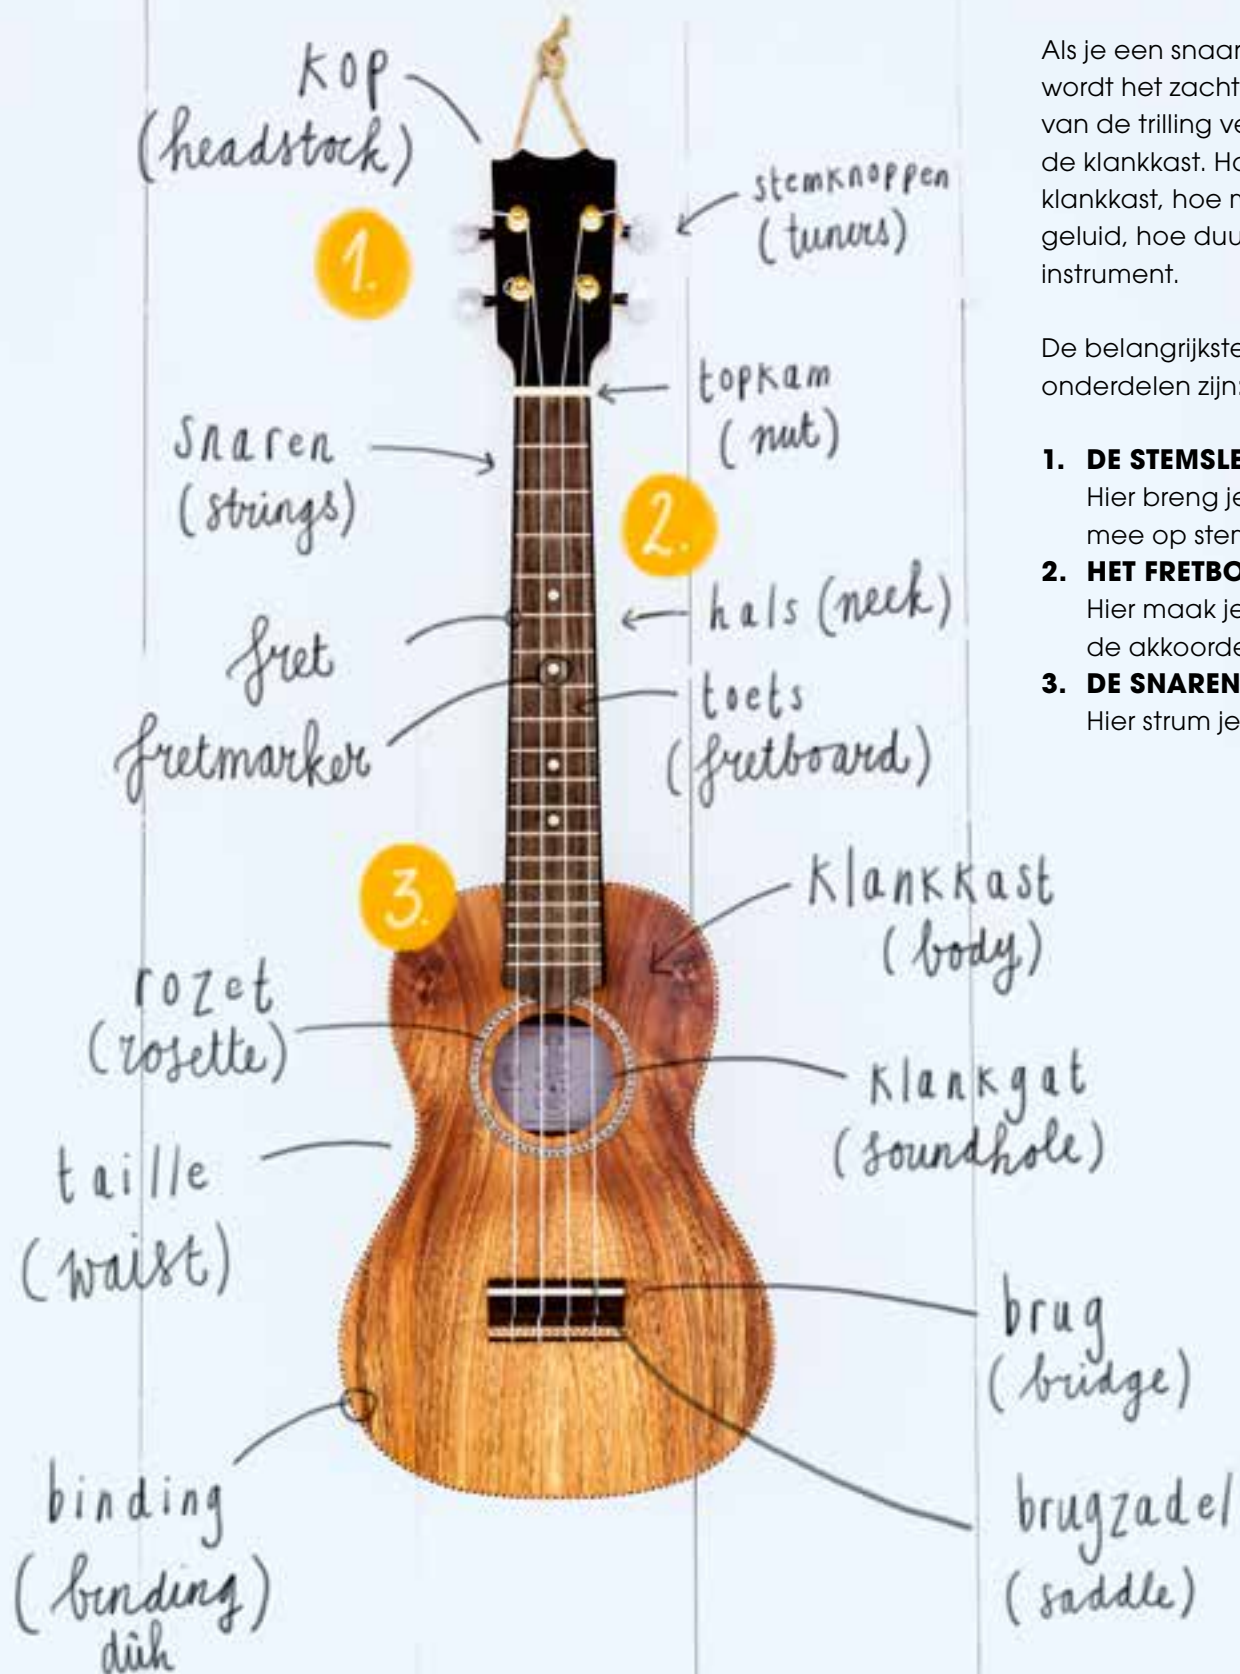 kop
(headstock)
1.
stemknoppen
(tuners)
topkam
(nut)
snaren
(strings)
2.
hals (neck)
fret
fretmarker
toets
(fretboard)
3.
klankkast
(body)
rozet
(rosette)
klankgat
(soundhole)
taille
(waist)
brug
(bridge)
binding
(binding)
dûh
brugzadel
(saddle)
Als je een snaar
wordt het zacht
van de trilling ve
de klankkast. Ho
klankkast, hoe m
geluid, hoe duu
instrument.
De belangrijkste
onderdelen zijn:
1. DE STEMSLE
Hier breng je
mee op stem
2. HET FRETBO
Hier maak je
de akkoorde
3. DE SNAREN
Hier strum je